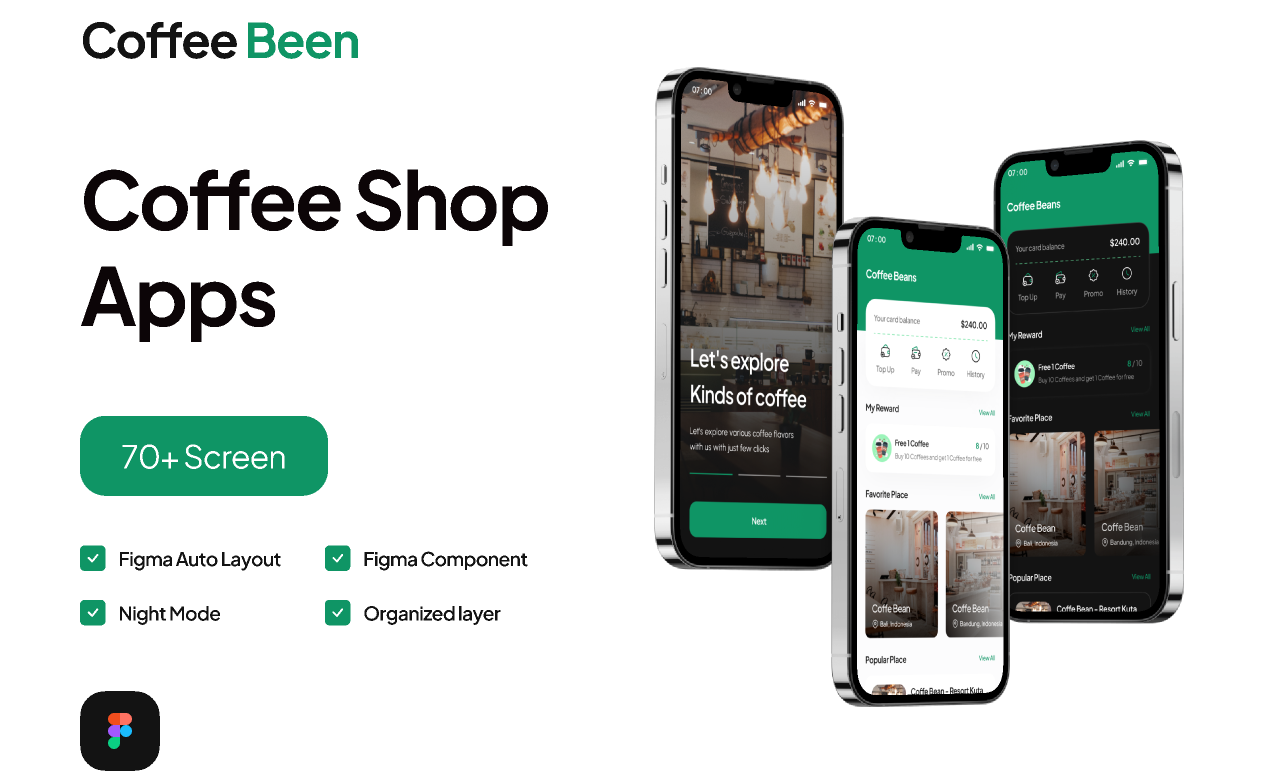 Coffee Been
Coffee Shop
Apps
70+ Screen
Figma Auto Layout
Figma Component
Night Mode
Organized layer
07:00
Let's explore
Kinds of coffee
Let's explore various coffee flavors
with us with just few clicks
Next
07:00
Coffee Beans
Your card balance
$240.00
Top Up
Pay
Promo
History
My Reward
View All
Free 1 Coffee
8/10
Buy 10 Coffees and get 1 Coffee for free
Favorite Place
View All
Coffe Bean
Bali, Indonesia
Coffe Bean
Bandung, Indonesia
Popular Place
View All
Coffe Bean - Resort Kuta
07:00
Coffee Beans
Your card balance
$240.00
Top Up
Pay
Promo
History
My Reward
View All
Free 1 Coffee
8/10
Buy 10 Coffees and get 1 Coffee for free
Favorite Place
View All
Coffe Bean
Bali, Indonesia
Coffe Bean
Bandung, Indonesia
Popular Place
View All
Coffe Bean - Resort Kuta